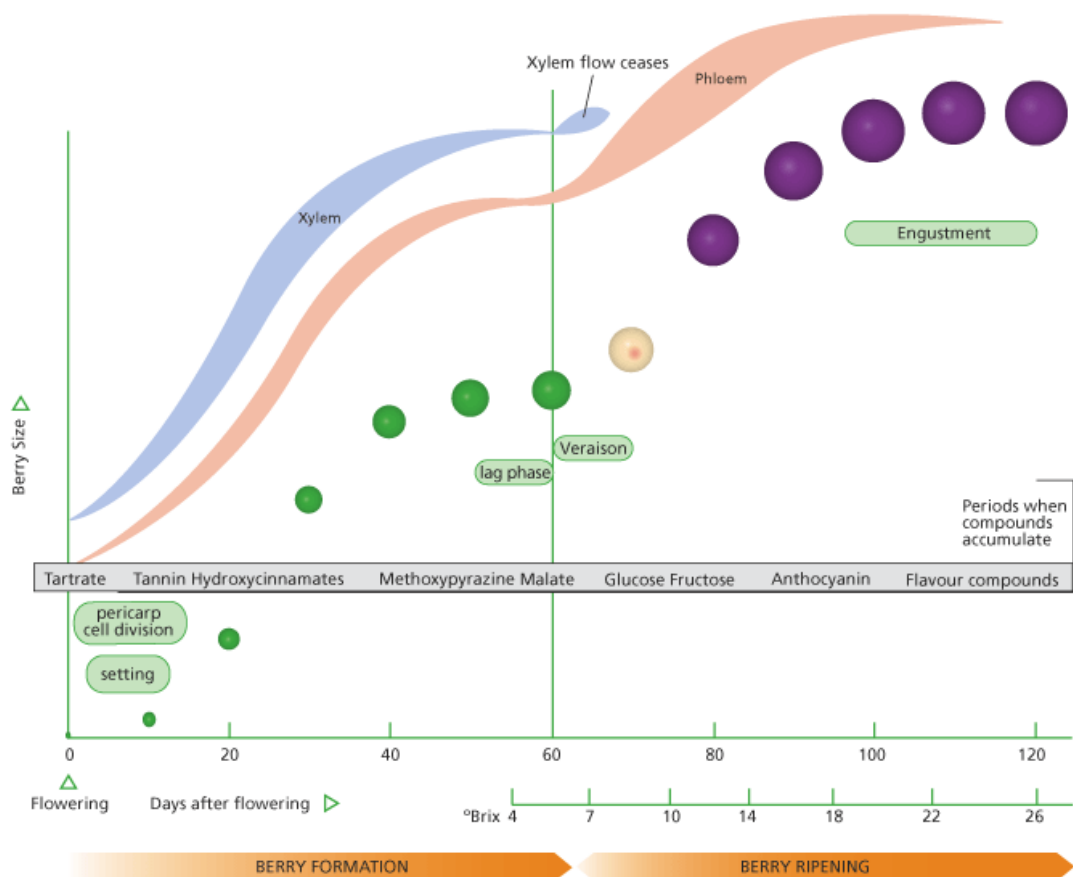 Xylem flow ceases
Phloem
Xylem
Engustment
Berry Size
Veraison
lag phase
Periods when
compounds
accumulate
Tartrate Tannin Hydroxycinnamates Methoxypyrazine Malate Glucose Fructose Anthocyanin Flavour compounds
pericarp
cell division
setting
0 20 40 60 80 100 120
Flowering Days after flowering
ºBrix 4 7 10 14 18 22 26
BERRY FORMATION BERRY RIPENING